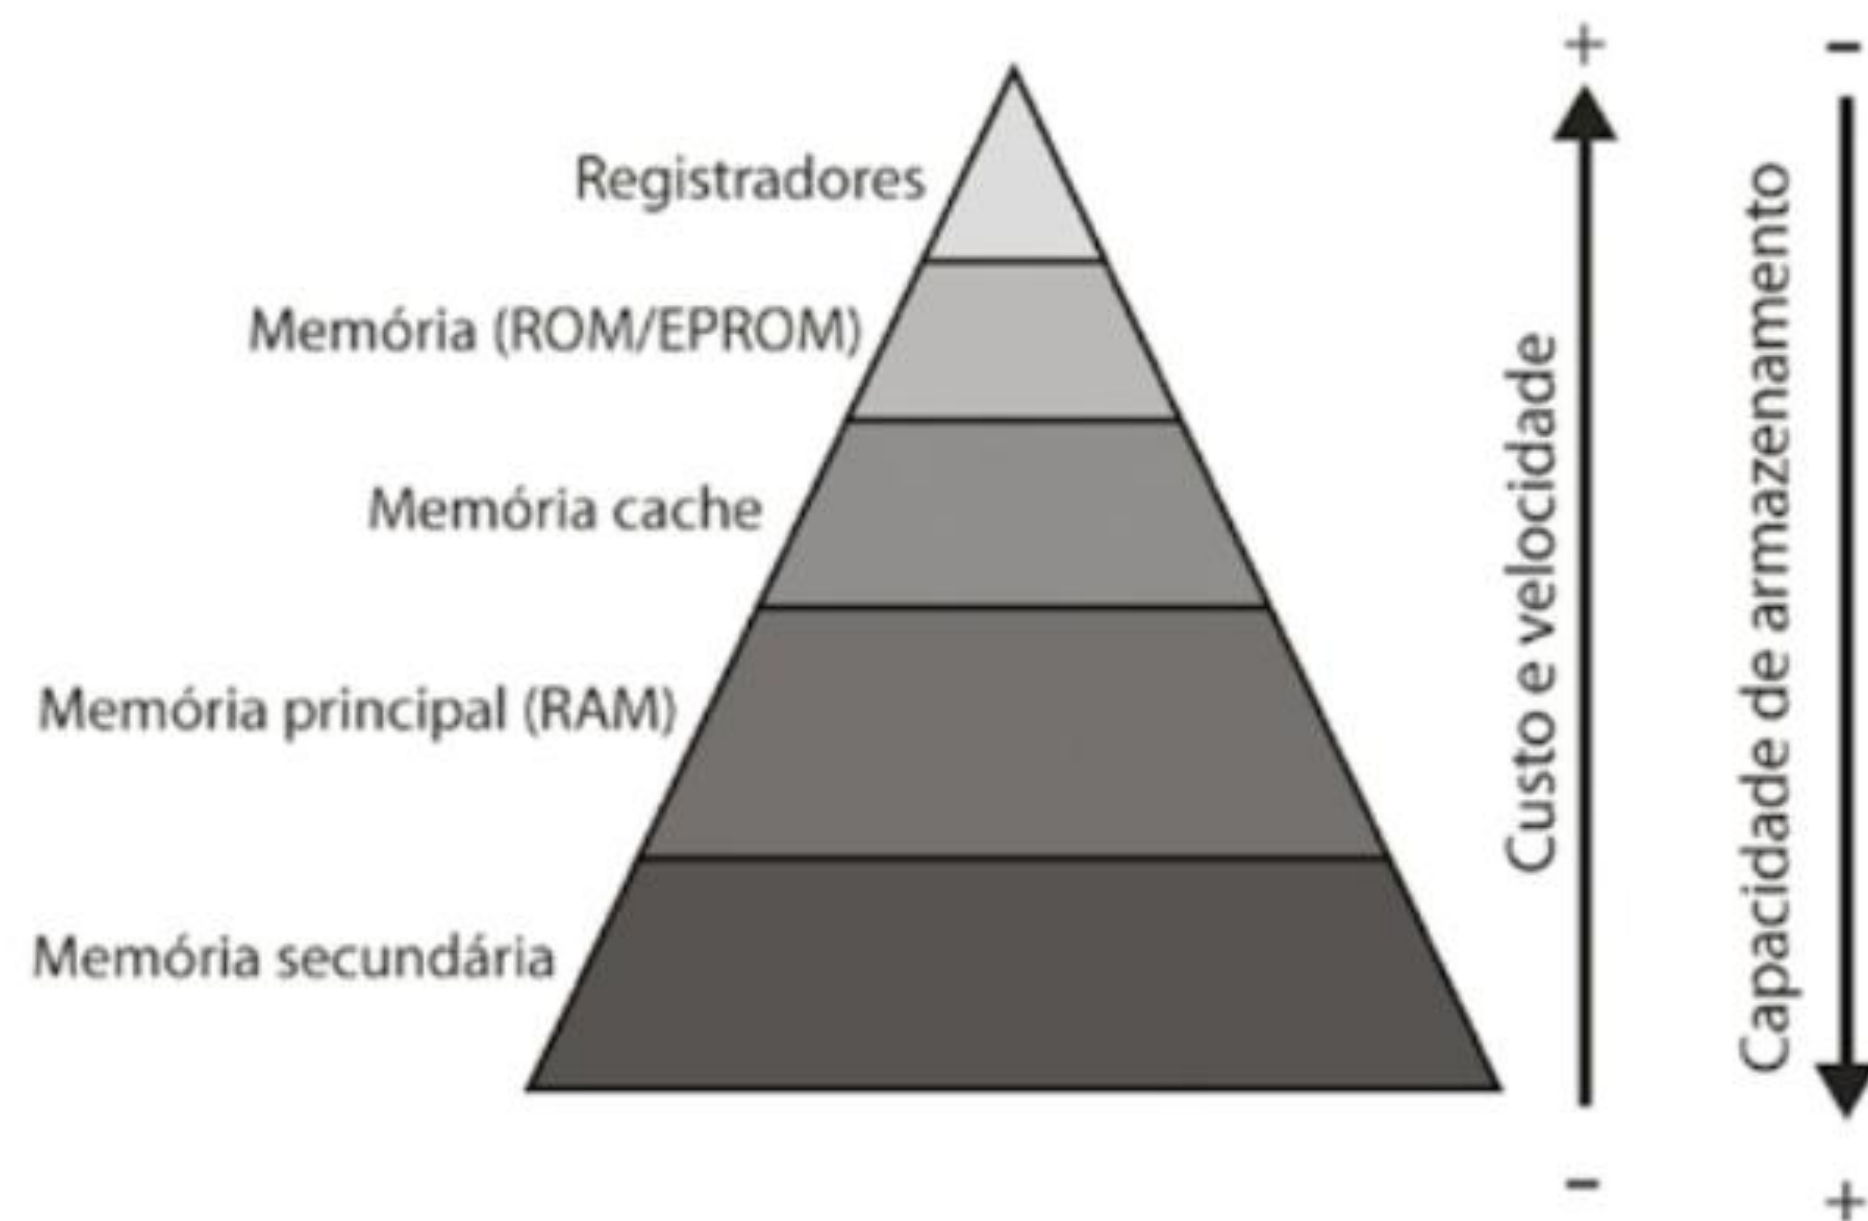 Registradores
Memória (ROM/EPROM)
Memória cache
Memória principal (RAM)
Memória secundária
+
Custo e velocidade
-
-
Capacidade de armazenamento
+